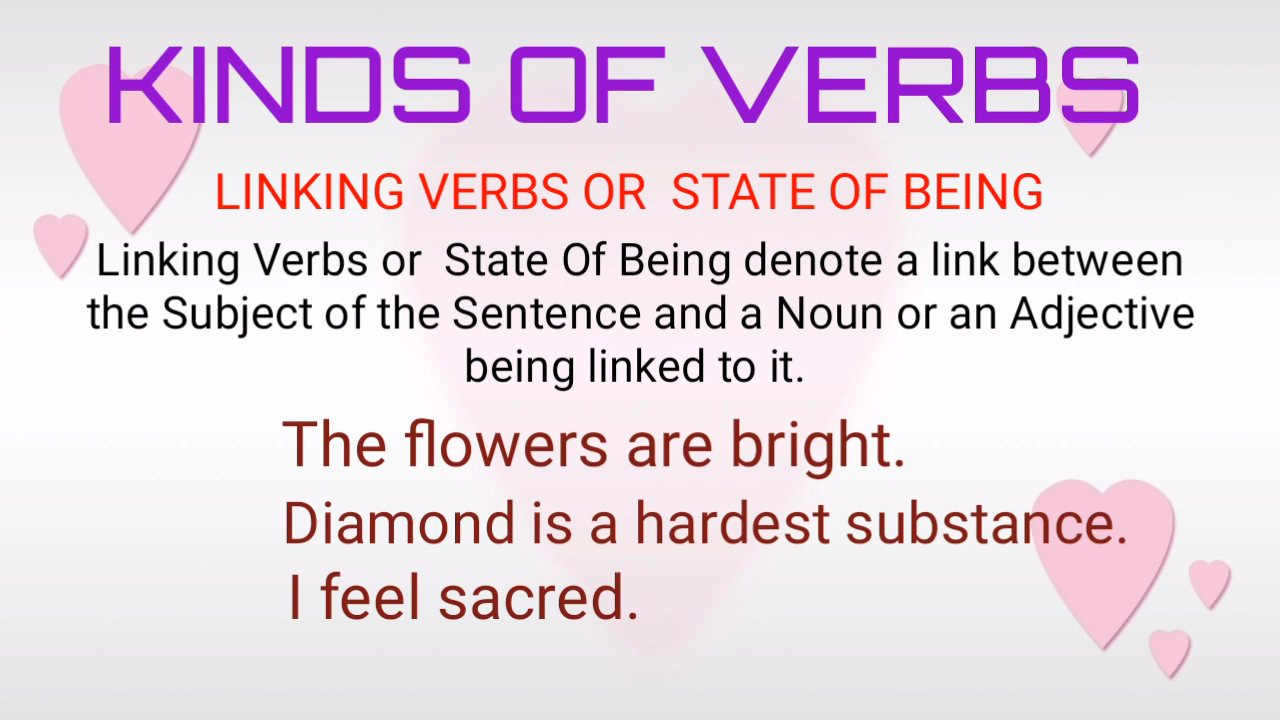 KINDS OF VERBS
LINKING VERBS OR STATE OF BEING
Linking Verbs or State Of Being denote a link between
the Subject of the Sentence and a Noun or an Adjective
being linked to it.
The flowers are bright.
Diamond is a hardest substance.
I feel sacred.